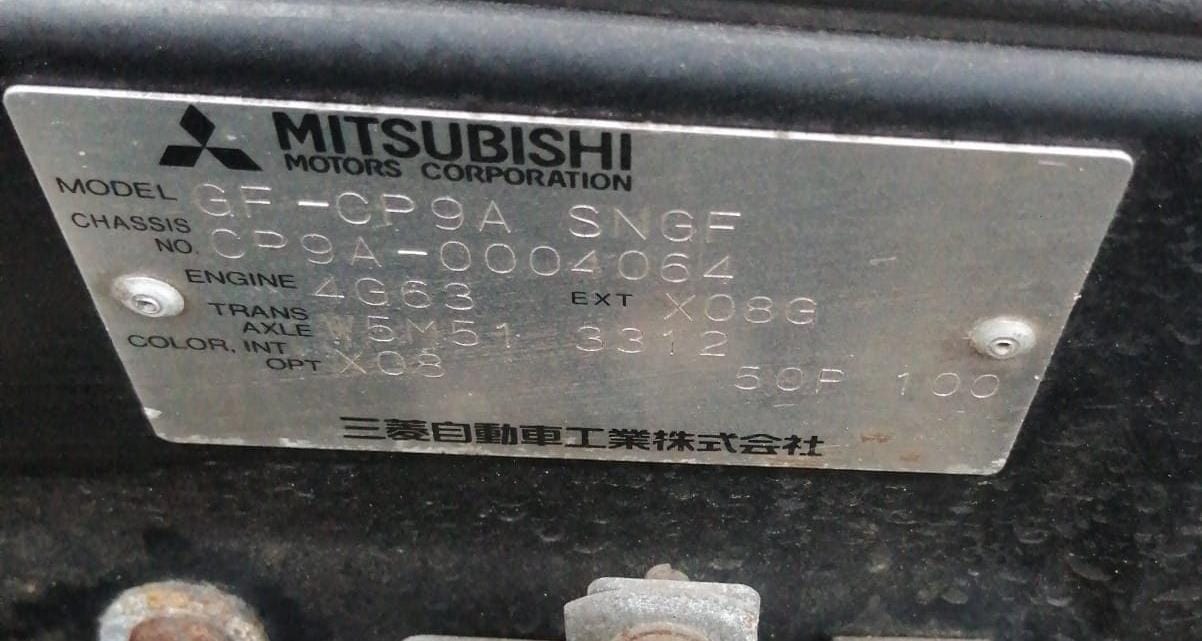 MITSUBISHI
MOTORS CORPORATION
MODEL GF-CP9A SNGF
CHASSIS NO. CP9A-0004064
ENGINE 4G63 EXT X08G
TRANS AXLE W5M51 3312
COLOR, INT OPT X08 50P 100
三菱自動車工業株式会社